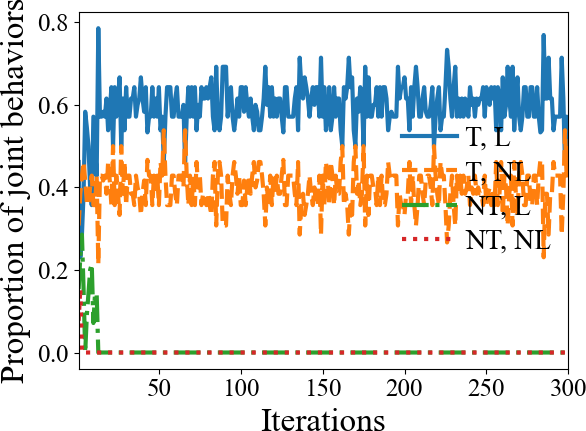 Proportion of joint behaviors
0.8
0.6
0.4
0.2
0.0
T, L
T, NL
NT, L
NT, NL
50
100
150
200
250
300
Iterations